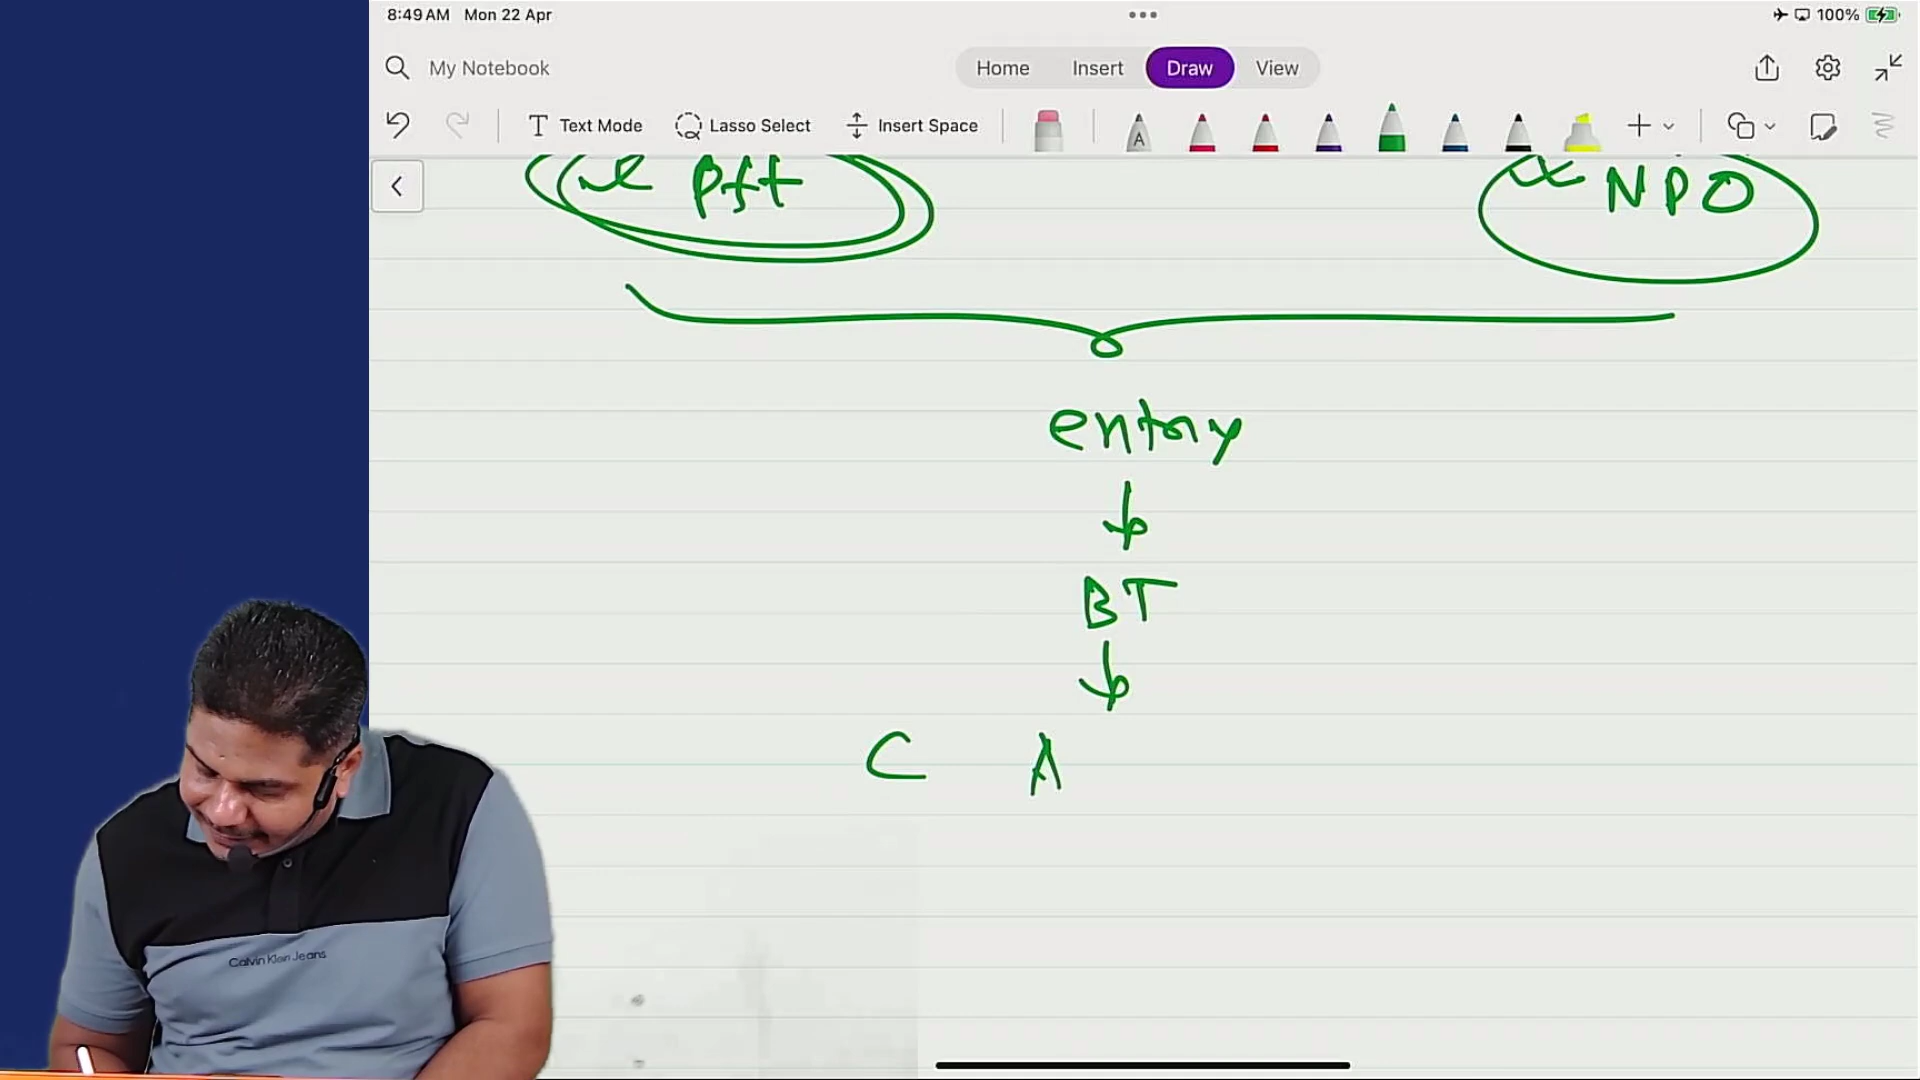 8:49 AM Mon 22 Apr 100%
My Notebook Home Insert Draw View
Text Mode Lasso Select Insert Space A
Pft NPO
entry
BT
C A
Calvin Klein Jeans